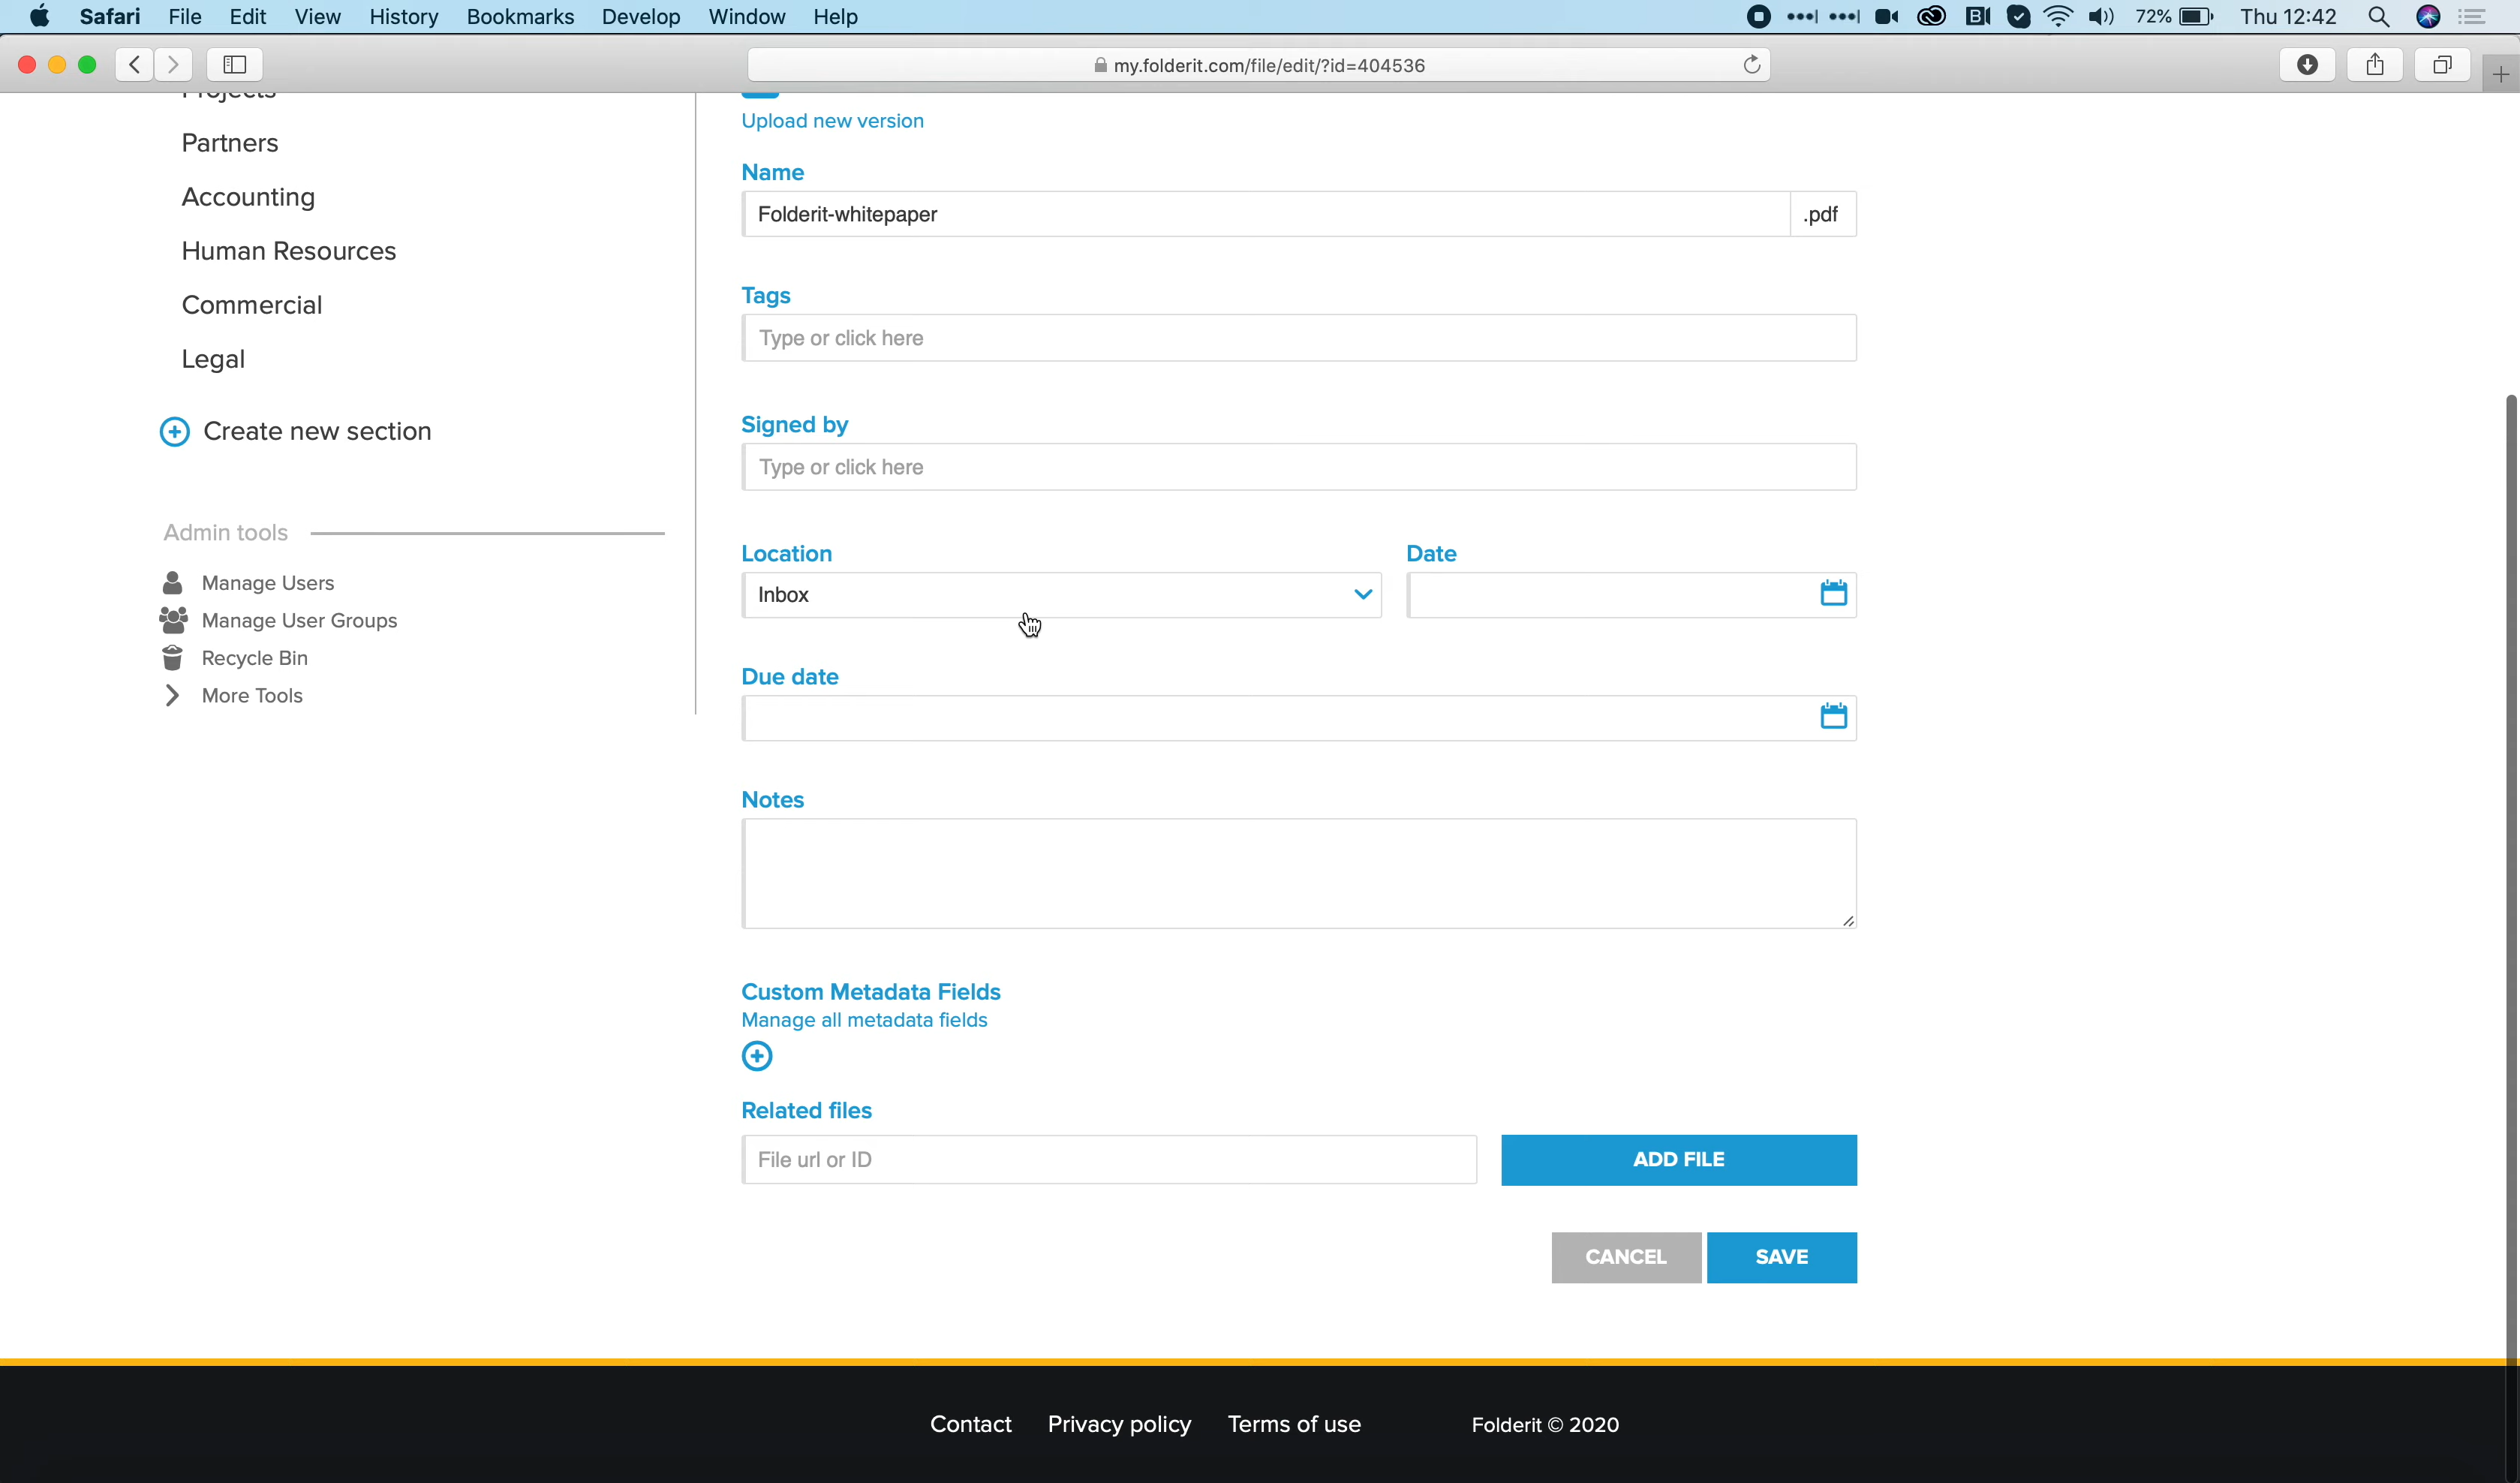 Safari File Edit View History Bookmarks Develop Window Help
72% Thu 12:42
my.folderit.com/file/edit/?id=404536
Projects
Partners
Accounting
Human Resources
Commercial
Legal
Create new section
Admin tools
Manage Users
Manage User Groups
Recycle Bin
More Tools
Upload new version
Name
Folderit-whitepaper .pdf
Tags
Type or click here
Signed by
Type or click here
Location Date
Inbox
Due date
Notes
Custom Metadata Fields
Manage all metadata fields
Related files
File url or ID ADD FILE
CANCEL SAVE
Contact Privacy policy Terms of use Folderit © 2020